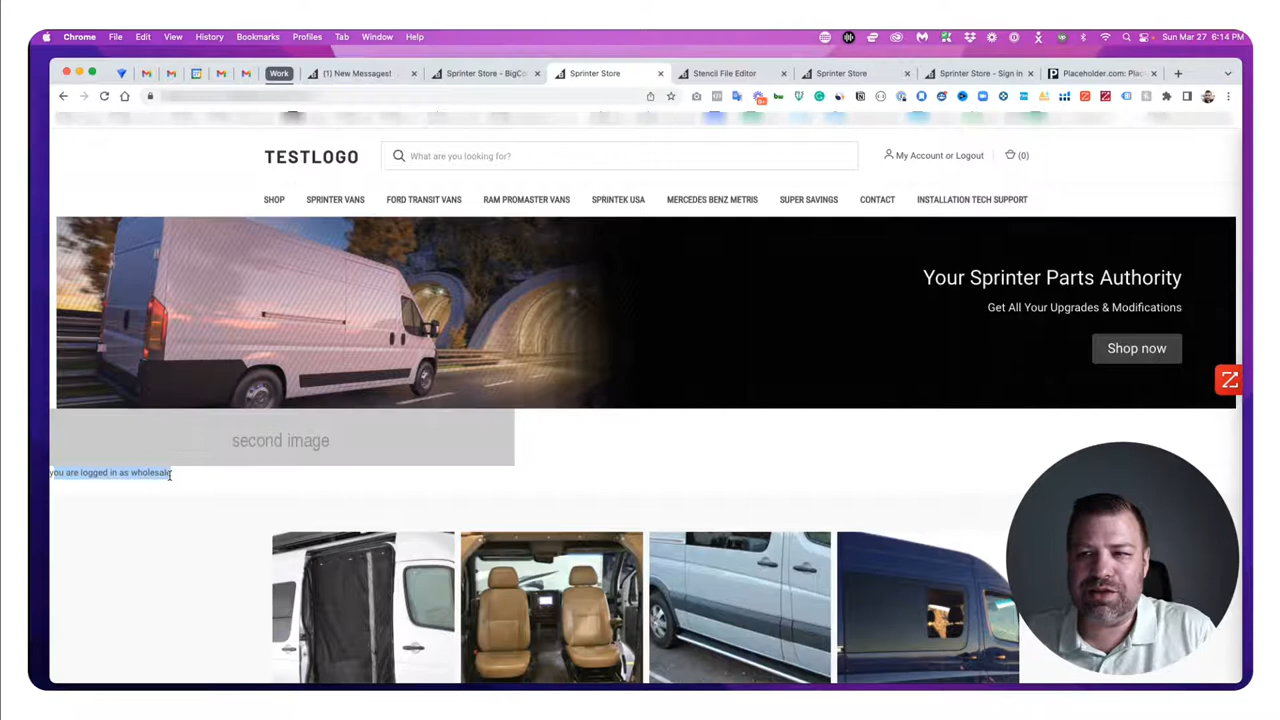 Chrome File Edit View History Bookmarks Profiles Tab Window Help Sun Mar 27 6:14 PM
Work (1) New Messages! Sprinter Store - BigCo Sprinter Store Stencil File Editor Sprinter Store Sprinter Store - Sign in Placeholder.com: Plac
TESTLOGO What are you looking for? My Account or Logout (0)
SHOP SPRINTER VANS FORD TRANSIT VANS RAM PROMASTER VANS SPRINTEK USA MERCEDES BENZ METRIS SUPER SAVINGS CONTACT INSTALLATION TECH SUPPORT
Your Sprinter Parts Authority
Get All Your Upgrades & Modifications
Shop now
second image
you are logged in as wholesale